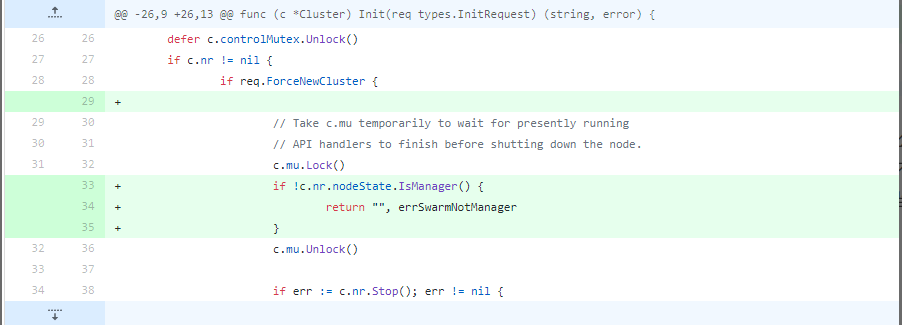 @@ -26,9 +26,13 @@ func (c *Cluster) Init(req types.InitRequest) (string, error) {
26 26 defer c.controlMutex.Unlock()
27 27 if c.nr != nil {
28 28 if req.ForceNewCluster {
29 +
29 30 // Take c.mu temporarily to wait for presently running
30 31 // API handlers to finish before shutting down the node.
31 32 c.mu.Lock()
33 + if !c.nr.nodeState.IsManager() {
34 + return "", errSwarmNotManager
35 + }
32 36 c.mu.Unlock()
33 37
34 38 if err := c.nr.Stop(); err != nil {